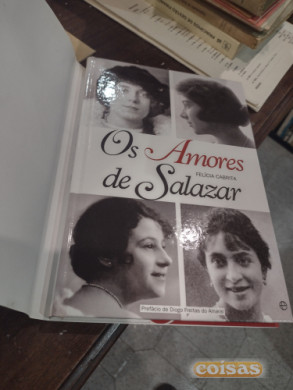 Os Amores
FELÍCIA CABRITA
de Salazar
Prefácio de Diogo Freitas do Amaral
coisas